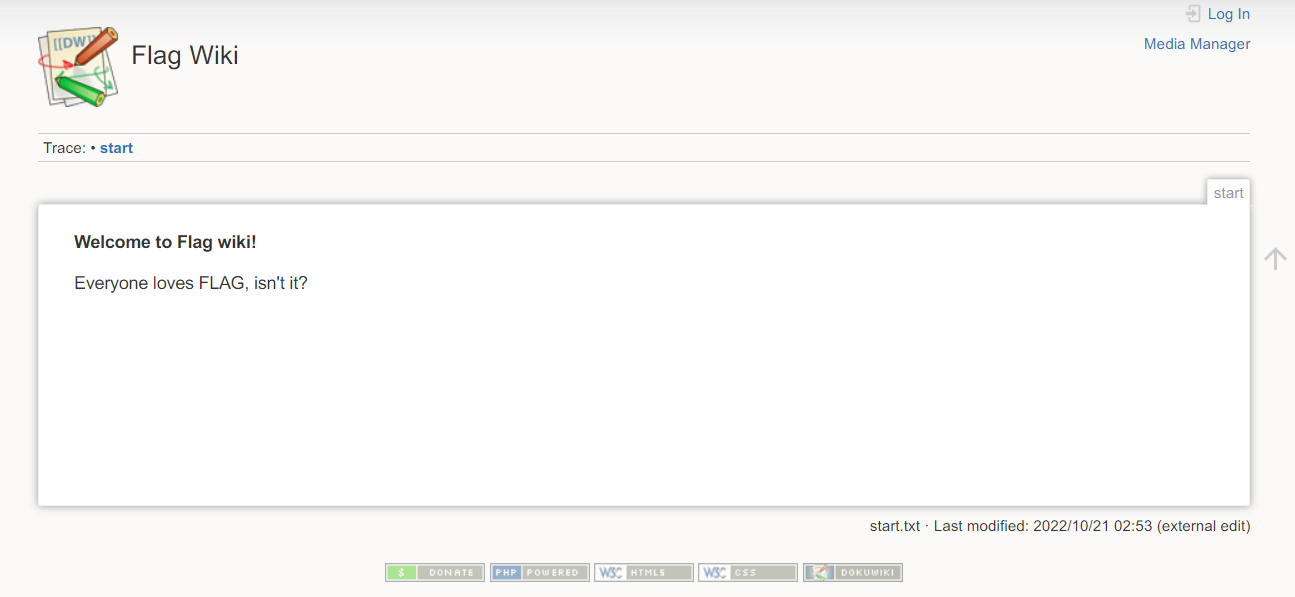 Log In
[[DW]]
Flag Wiki
Media Manager
Trace: • start
start
Welcome to Flag wiki!
Everyone loves FLAG, isn't it?
start.txt · Last modified: 2022/10/21 02:53 (external edit)
$ DONATE PHP POWERED W3C HTML5 W3C CSS DOKUWIKI